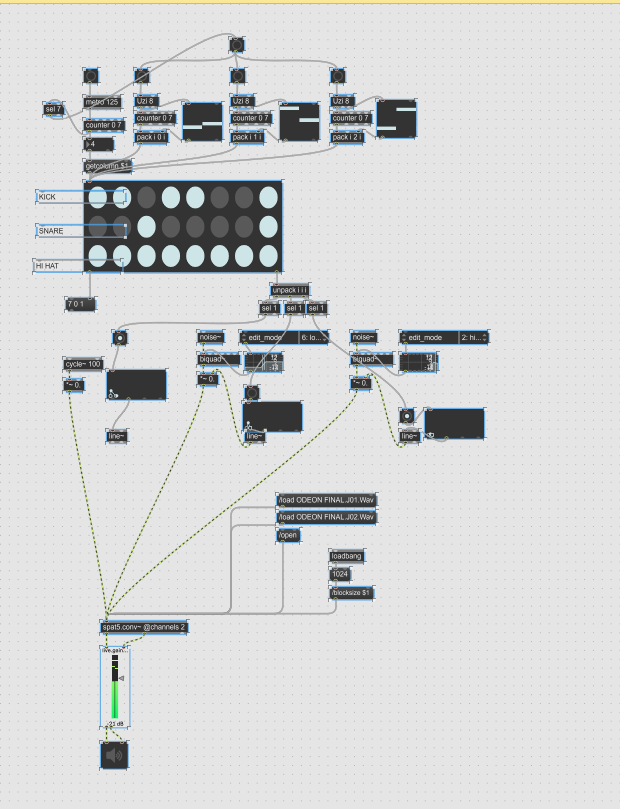 sel 7
metro 125
Uzi 8
Uzi 8
Uzi 8
counter 0 7
counter 0 7
counter 0 7
counter 0 7
4
pack i 0 i
pack i 1 i
pack i 2 i
getcolumn $1
KICK
SNARE
HI HAT
7 0 1
unpack i i i
sel 1
sel 1
sel 1
noise~
edit_mode
6: lo...
noise~
edit_mode
2: hi...
cycle~ 100
biquad~
12
-12
biquad~
12
-12
*~ 0.
*~ 0.
*~ 0.
line~
line~
line~
/load ODEON FINAL.J01.Wav
/load ODEON FINAL.J02.Wav
/open
loadbang
1024
/blocksize $1
spat5.conv~ @channels 2
live.gain...
-21 dB